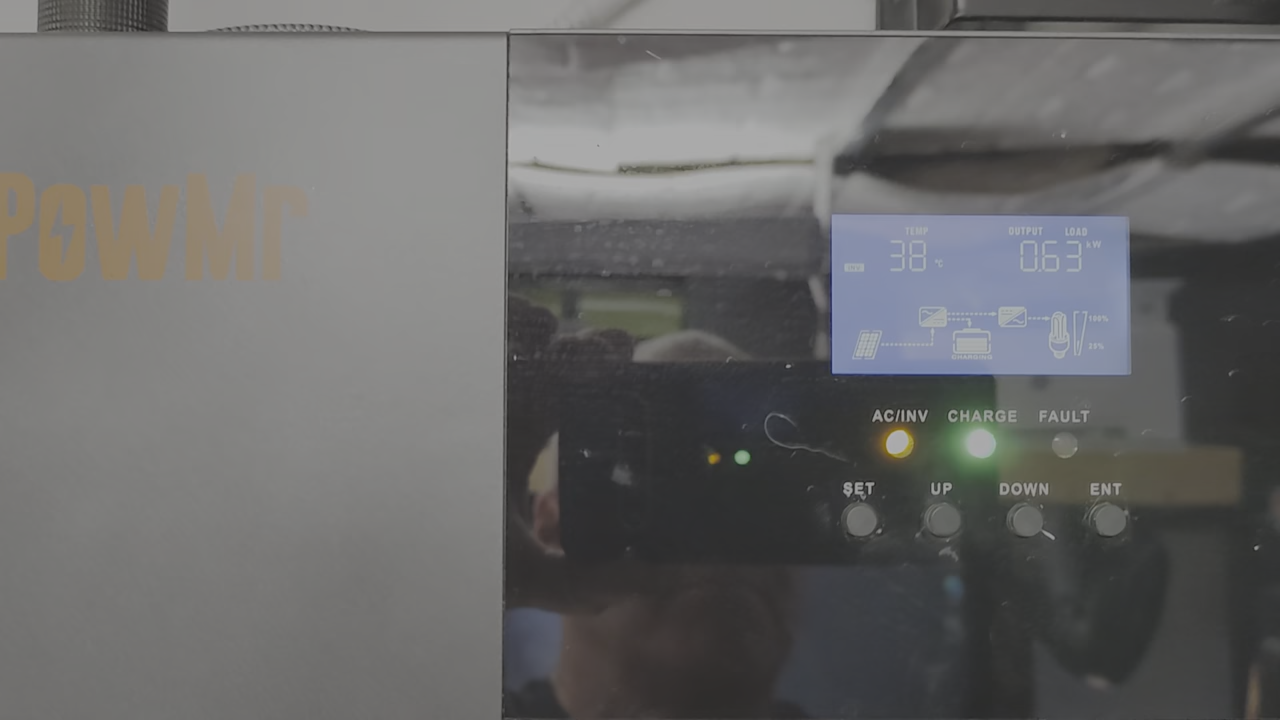 PowMr
TEMP
38 °C
OUTPUT LOAD
0.63 kW
100%
25%
CHARGING
AC/INV CHARGE FAULT
SET UP DOWN ENT